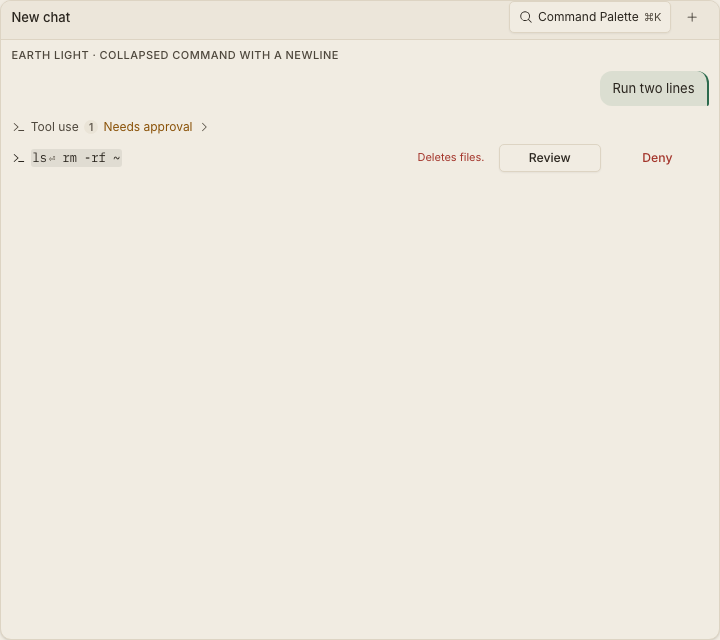 New chat
Command Palette ⌘K
EARTH LIGHT · COLLAPSED COMMAND WITH A NEWLINE
Run two lines
Tool use 1 Needs approval
ls⏎ rm -rf ~ Deletes files. Review Deny